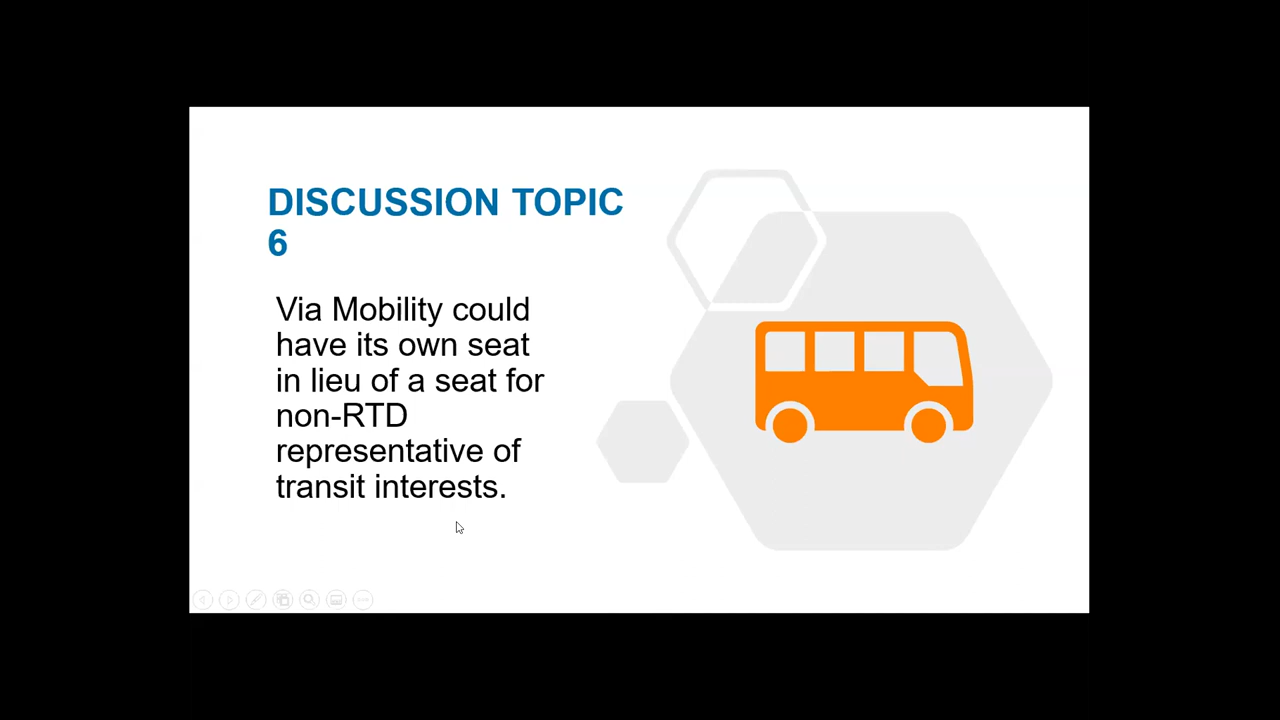 DISCUSSION TOPIC
6
Via Mobility could
have its own seat
in lieu of a seat for
non-RTD
representative of
transit interests.